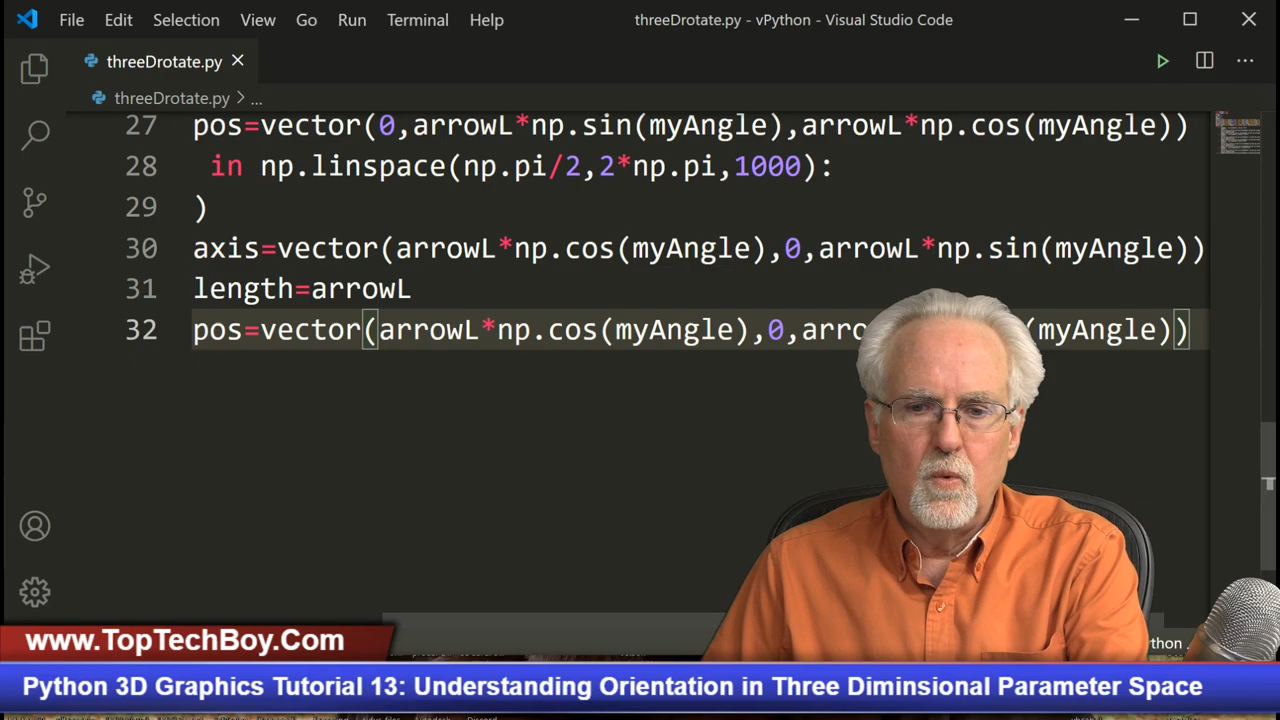 File Edit Selection View Go Run Terminal Help threeDrotate.py - vPython - Visual Studio Code
threeDrotate.py
threeDrotate.py > ...
27 pos=vector(0,arrowL*np.sin(myAngle),arrowL*np.cos(myAngle))
28 in np.linspace(np.pi/2,2*np.pi,1000):
29 )
30 axis=vector(arrowL*np.cos(myAngle),0,arrowL*np.sin(myAngle))
31 length=arrowL
32 pos=vector(arrowL*np.cos(myAngle),0,arro (myAngle))
www.TopTechBoy.Com
Python 3D Graphics Tutorial 13: Understanding Orientation in Three Diminsional Parameter Space